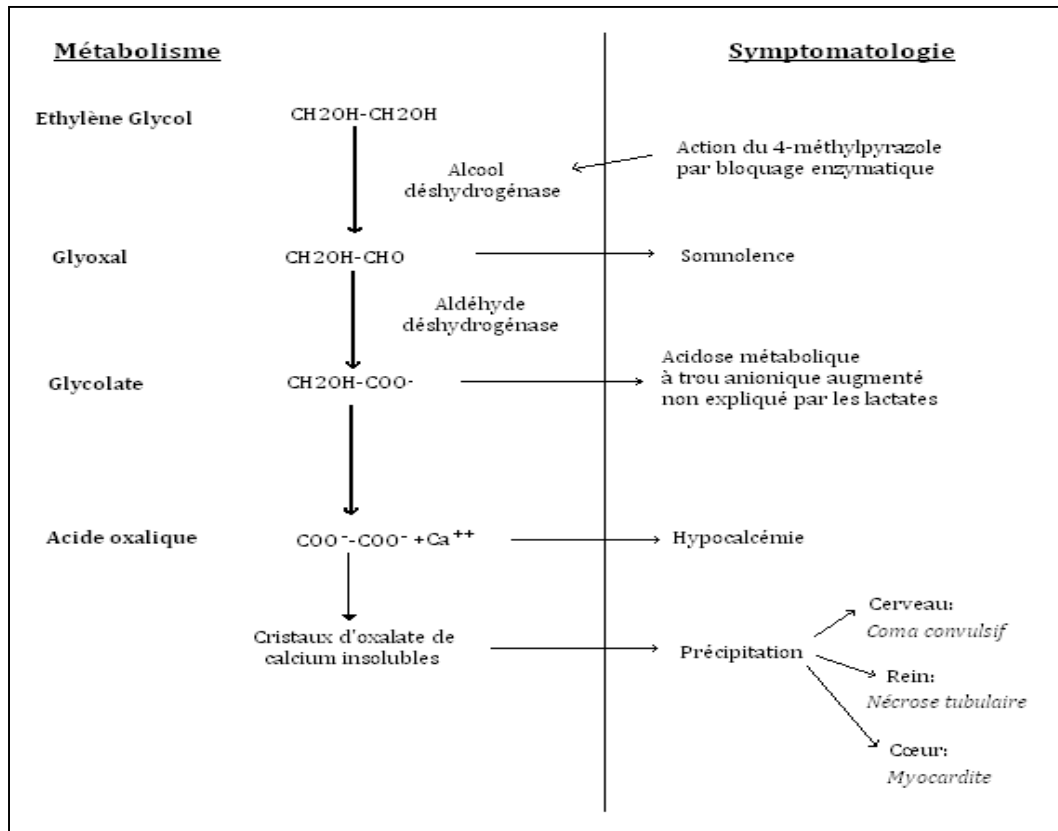 Métabolisme
Symptomatologie
Ethylène Glycol
CH2OH-CH2OH
Alcool
déshydrogénase
Action du 4-méthylpyrazole
par bloquage enzymatique
Glyoxal
CH2OH-CHO
Somnolence
Aldéhyde
déshydrogénase
Glycolate
CH2OH-COO-
Acidose métabolique
à trou anionique augmenté
non expliqué par les lactates
Acide oxalique
COO⁻-COO⁻ +Ca⁺⁺
Hypocalcémie
Cristaux d'oxalate de
calcium insolubles
Précipitation
Cerveau:
Coma convulsif
Rein:
Nécrose tubulaire
Cœur:
Myocardite